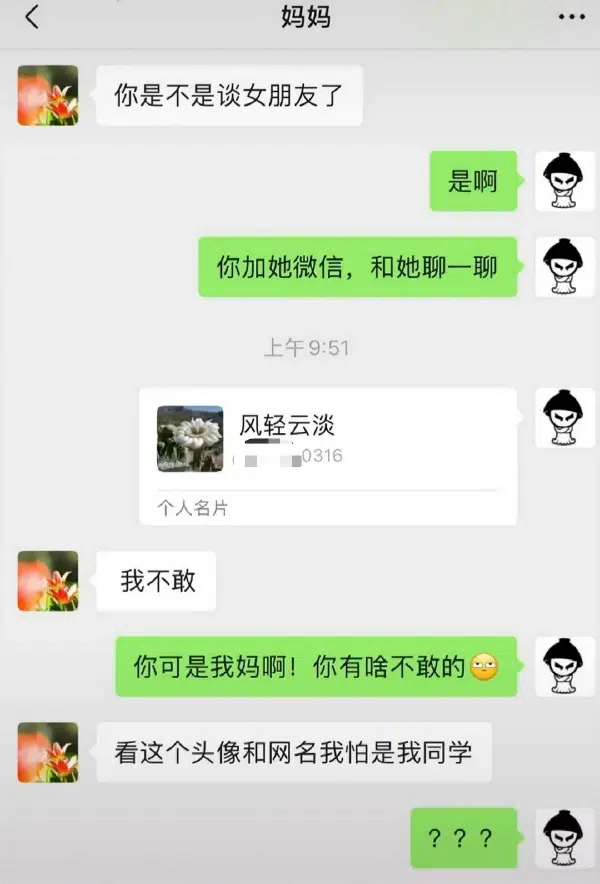 妈妈
你是不是谈女朋友了
是啊
你加她微信，和她聊一聊
上午9:51
风轻云淡
0316
个人名片
我不敢
你可是我妈啊！你有啥不敢的🙄
看这个头像和网名我怕是我同学
？？？